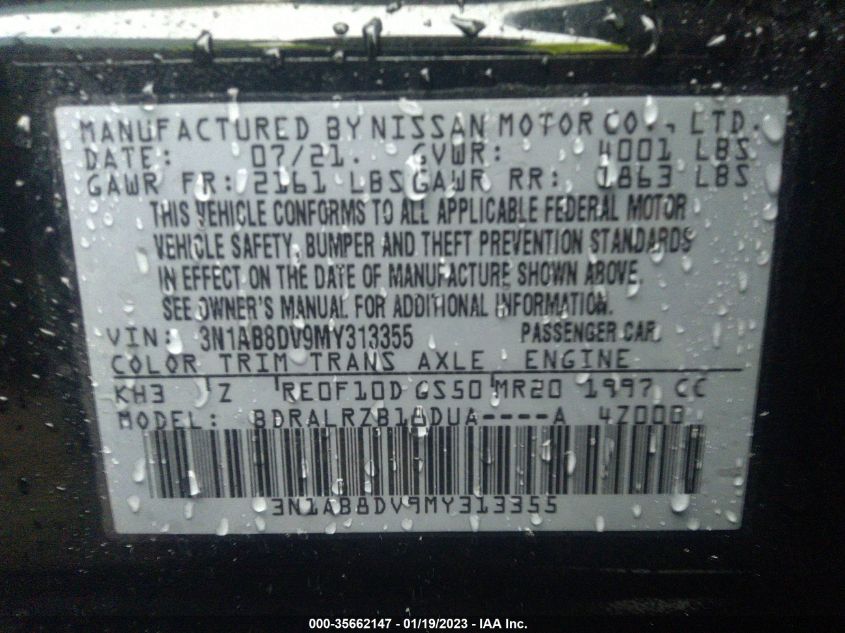 MANUFACTURED BY NISSAN MOTOR CO., LTD.
DATE: 07/21. GVWR: 4001 LBS
GAWR FR: 2161 LBS GAWR RR: 1863 LBS
THIS VEHICLE CONFORMS TO ALL APPLICABLE FEDERAL MOTOR
VEHICLE SAFETY, BUMPER AND THEFT PREVENTION STANDARDS
IN EFFECT ON THE DATE OF MANUFACTURE SHOWN ABOVE.
SEE OWNER'S MANUAL FOR ADDITIONAL INFORMATION.
VIN: 3N1AB8DV9MY313355 PASSENGER CAR.
COLOR TRIM TRANS AXLE ENGINE
KH3 Z RE0F10D GS50 MR20 1997 CC
MODEL: BDRALRZB18DUA----A 4Z000
3N1AB8DV9MY313355
000-35662147 - 01/19/2023 - IAA Inc.